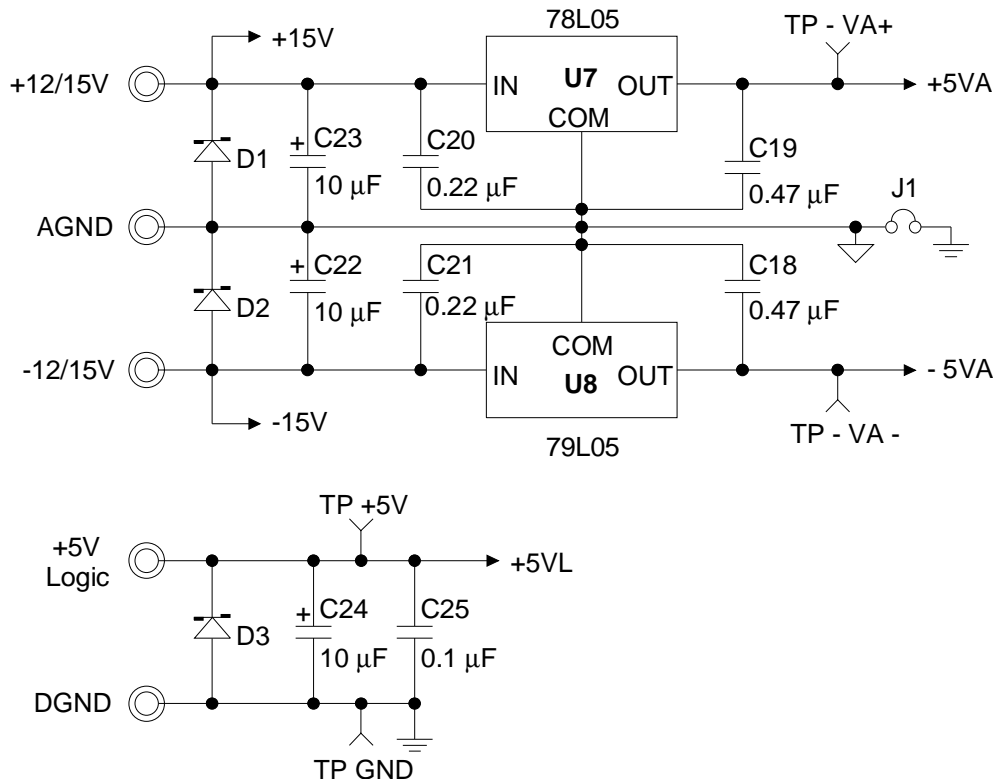 78L05
TP - VA+
+15V
+12/15V
IN
U7
OUT
+5VA
COM
+
C23
C20
C19
D1
10 μF
0.22 μF
0.47 μF
J1
AGND
+
C22
C21
C18
D2
10 μF
0.22 μF
0.47 μF
COM
-12/15V
IN
U8
OUT
- 5VA
-15V
TP - VA -
79L05
TP +5V
+5V
Logic
+5VL
+
C24
C25
D3
10 μF
0.1 μF
DGND
TP GND